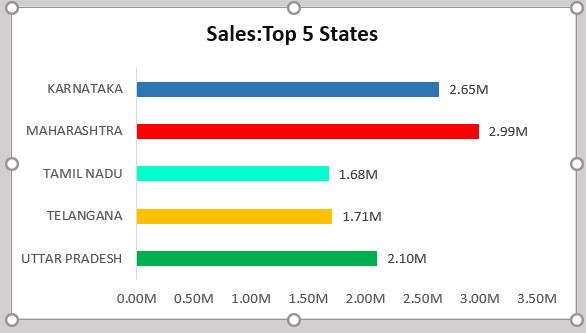 Sales:Top 5 States
KARNATAKA 2.65M
MAHARASHTRA 2.99M
TAMIL NADU 1.68M
TELANGANA 1.71M
UTTAR PRADESH 2.10M
0.00M 0.50M 1.00M 1.50M 2.00M 2.50M 3.00M 3.50M